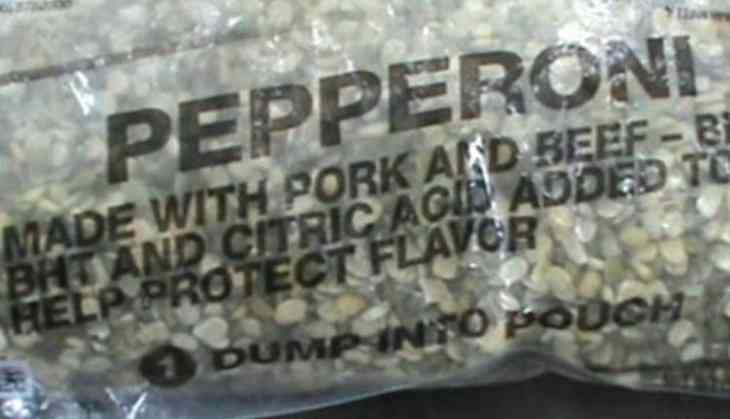 PEPPERONI
MADE WITH PORK AND BEEF -
BHT AND CITRIC ACID ADDED TO
HELP PROTECT FLAVOR
1 DUMP INTO POUCH